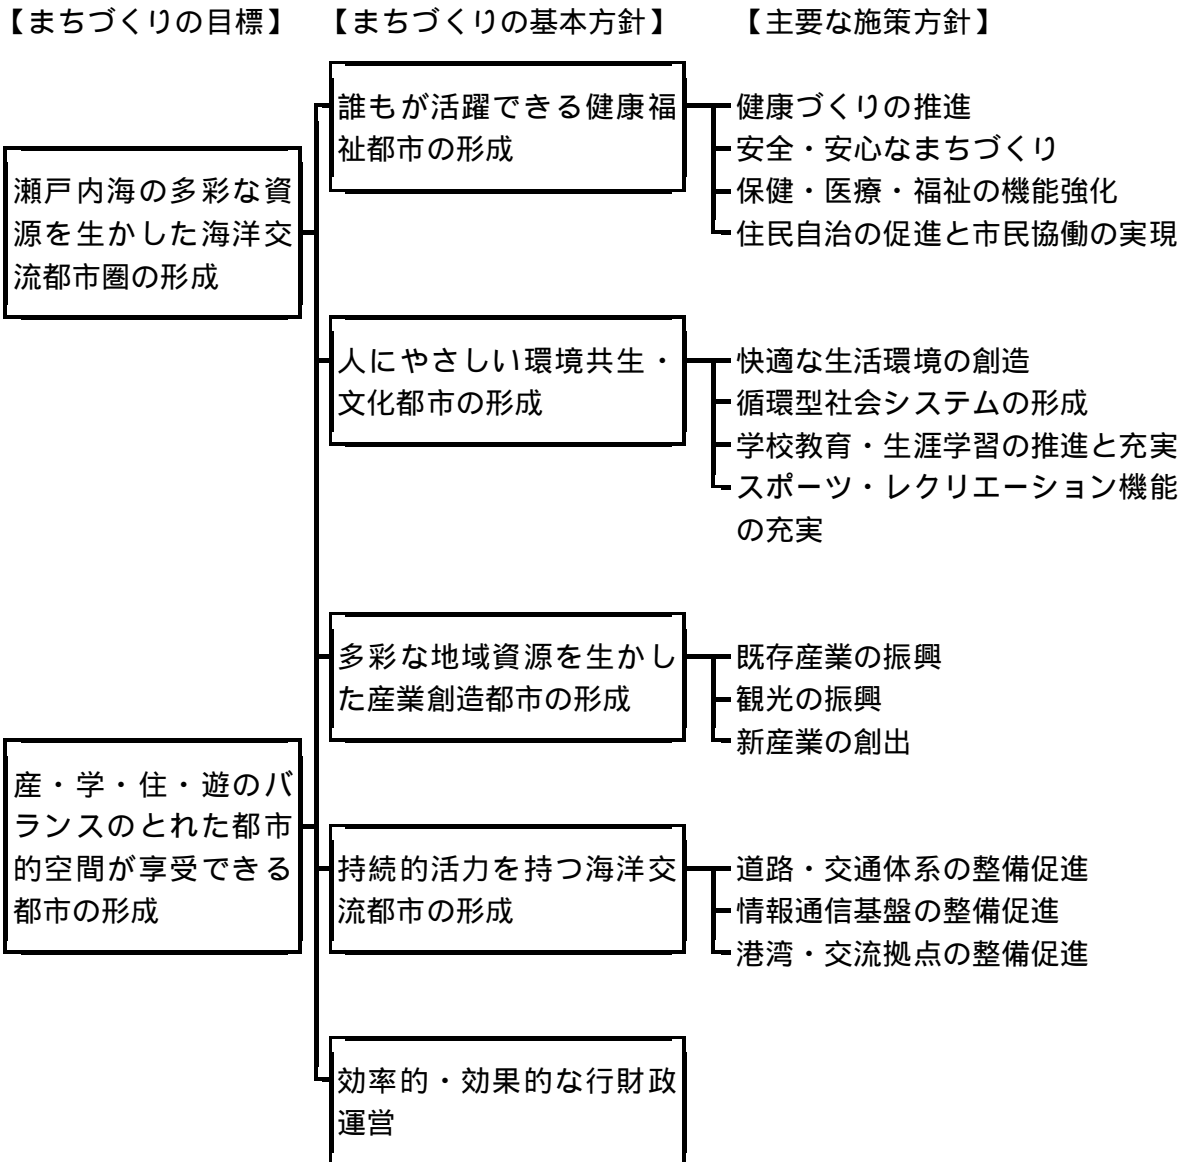 【まちづくりの目標】 【まちづくりの基本方針】 【主要な施策方針】
瀬戸内海の多彩な資
源を生かした海洋交
流都市圏の形成
産・学・住・遊のバ
ランスのとれた都市
的空間が享受できる
都市の形成
誰もが活躍できる健康福
祉都市の形成
健康づくりの推進
安全・安心なまちづくり
保健・医療・福祉の機能強化
住民自治の促進と市民協働の実現
人にやさしい環境共生・
文化都市の形成
快適な生活環境の創造
循環型社会システムの形成
学校教育・生涯学習の推進と充実
スポーツ・レクリエーション機能
の充実
多彩な地域資源を生かし
た産業創造都市の形成
既存産業の振興
観光の振興
新産業の創出
持続的活力を持つ海洋交
流都市の形成
道路・交通体系の整備促進
情報通信基盤の整備促進
港湾・交流拠点の整備促進
効率的・効果的な行財政
運営